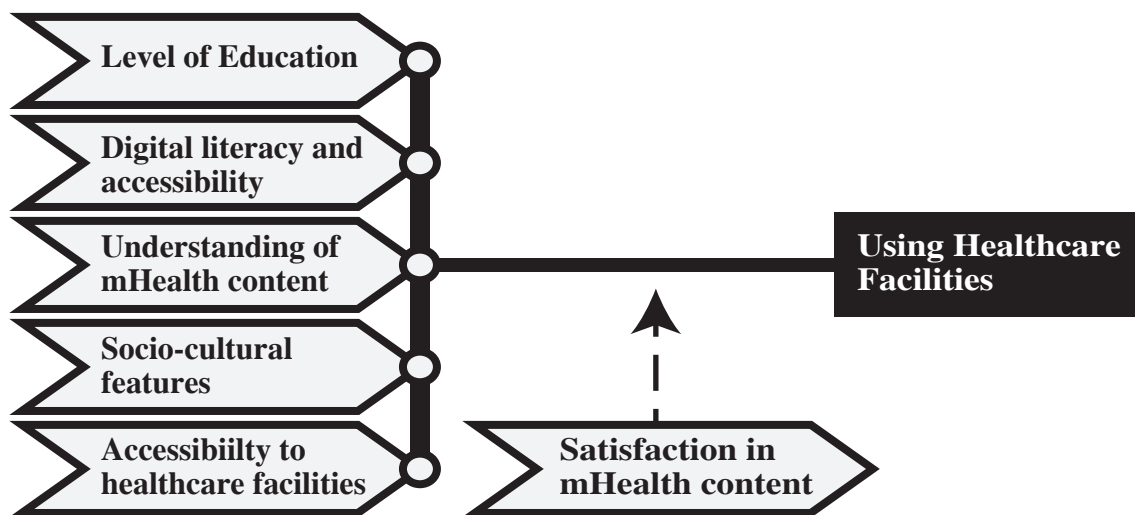 Level of Education
Digital literacy and
accessibility
Understanding of
mHealth content
Socio-cultural
features
Accessibiilty to
healthcare facilities
Using Healthcare
Facilities
Satisfaction in
mHealth content